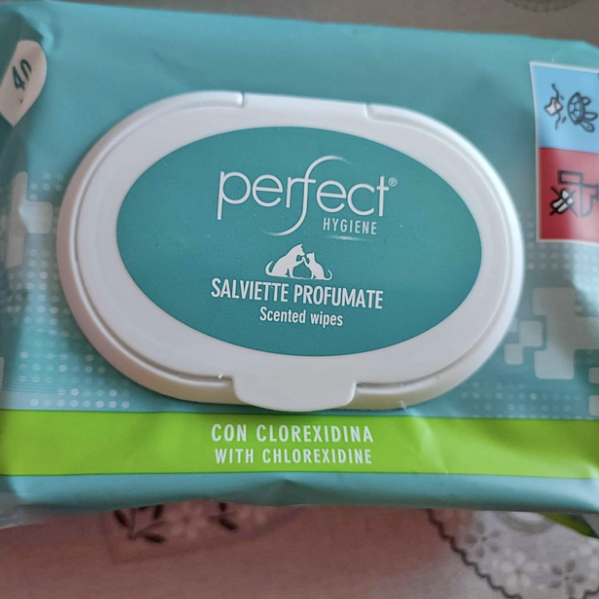 40
perfect®
HYGIENE
SALVIETTE PROFUMATE
Scented wipes
CON CLOREXIDINA
WITH CHLOREXIDINE